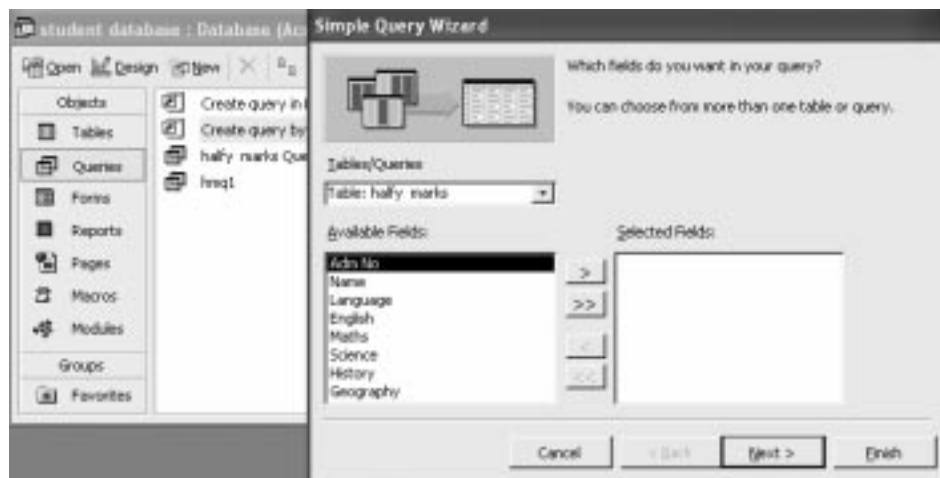 student database : Database (Acc
Open Design New
Objects
Tables
Queries
Forms
Reports
Pages
Macros
Modules
Groups
Favorites
Create query in
Create query by
halfy marks Que
hmq1
Simple Query Wizard
Which fields do you want in your query?
You can choose from more than one table or query.
Tables/Queries
Table: halfy marks
Available Fields:
Adm No
Name
Language
English
Maths
Science
History
Geography
>
>>
<
<<
Selected Fields:
Cancel
< Back
Next >
Finish